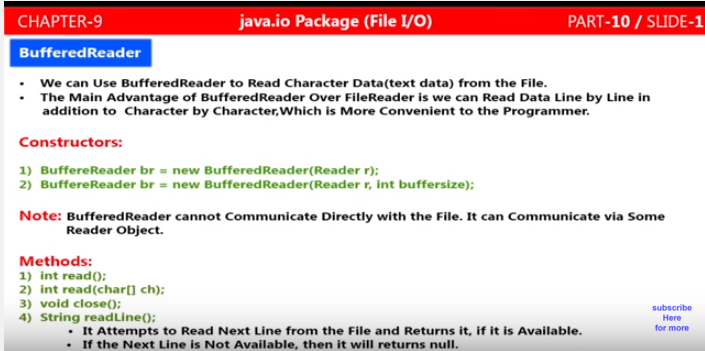 CHAPTER-9 java.io Package (File I/O) PART-10 / SLIDE-1
BufferedReader
• We can Use BufferedReader to Read Character Data(text data) from the File.
• The Main Advantage of BufferedReader Over FileReader is we can Read Data Line by Line in
addition to Character by Character,Which is More Convenient to the Programmer.
Constructors:
1) BuffereReader br = new BufferedReader(Reader r);
2) BuffereReader br = new BufferedReader(Reader r, int buffersize);
Note: BufferedReader cannot Communicate Directly with the File. It can Communicate via Some
Reader Object.
Methods:
1) int read();
2) int read(char[] ch);
3) void close();
4) String readLine();
• It Attempts to Read Next Line from the File and Returns it, if it is Available.
• If the Next Line is Not Available, then it will returns null.
subscribe
Here
for more